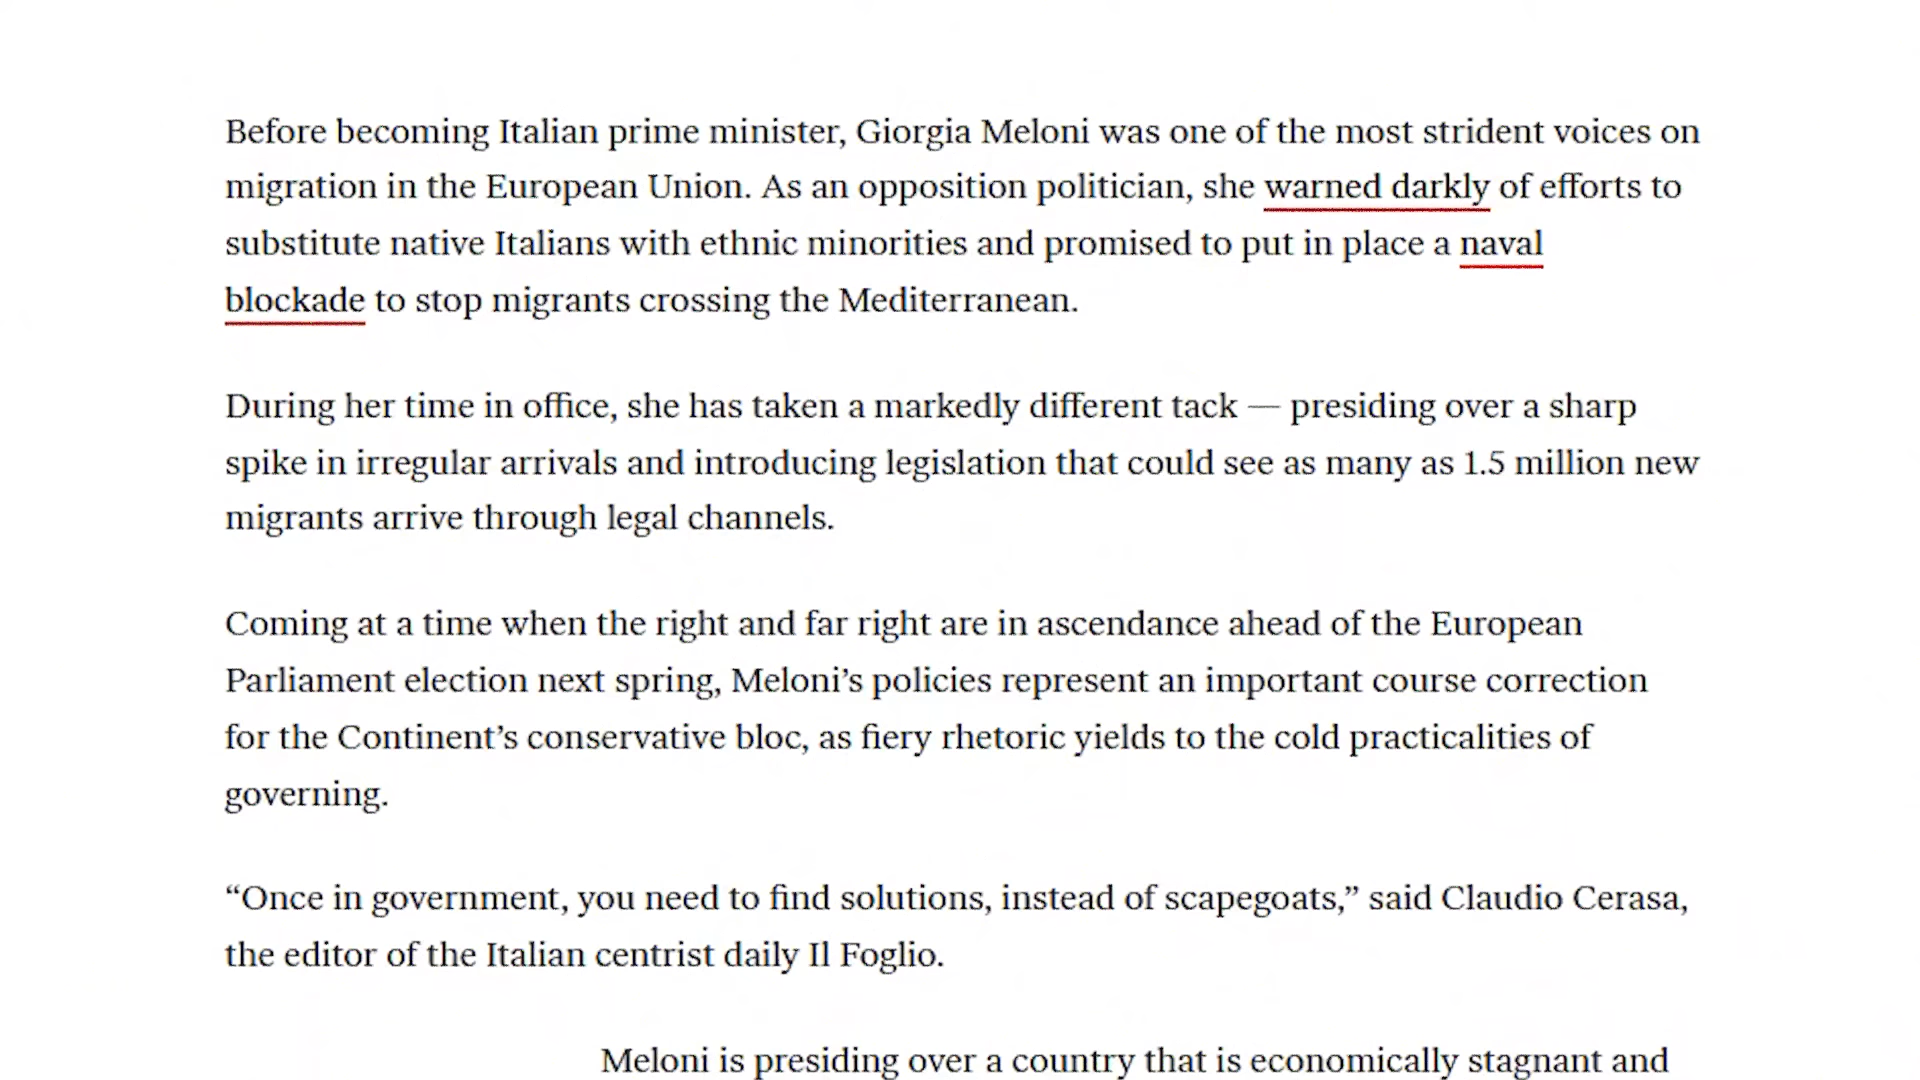 Before becoming Italian prime minister, Giorgia Meloni was one of the most strident voices on
migration in the European Union. As an opposition politician, she warned darkly of efforts to
substitute native Italians with ethnic minorities and promised to put in place a naval
blockade to stop migrants crossing the Mediterranean.
During her time in office, she has taken a markedly different tack — presiding over a sharp
spike in irregular arrivals and introducing legislation that could see as many as 1.5 million new
migrants arrive through legal channels.
Coming at a time when the right and far right are in ascendance ahead of the European
Parliament election next spring, Meloni’s policies represent an important course correction
for the Continent’s conservative bloc, as fiery rhetoric yields to the cold practicalities of
governing.
“Once in government, you need to find solutions, instead of scapegoats,” said Claudio Cerasa,
the editor of the Italian centrist daily Il Foglio.
Meloni is presiding over a country that is economically stagnant and